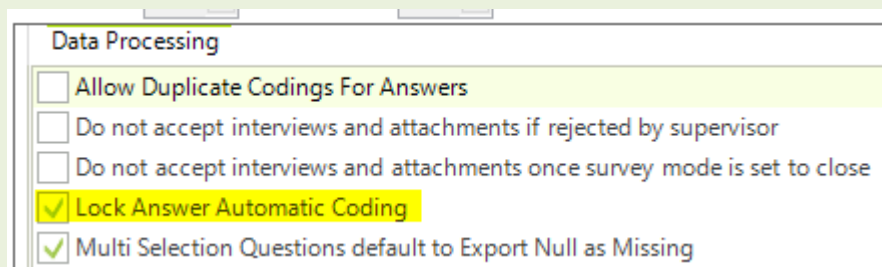 Data Processing
Allow Duplicate Codings For Answers
Do not accept interviews and attachments if rejected by supervisor
Do not accept interviews and attachments once survey mode is set to close
Lock Answer Automatic Coding
Multi Selection Questions default to Export Null as Missing